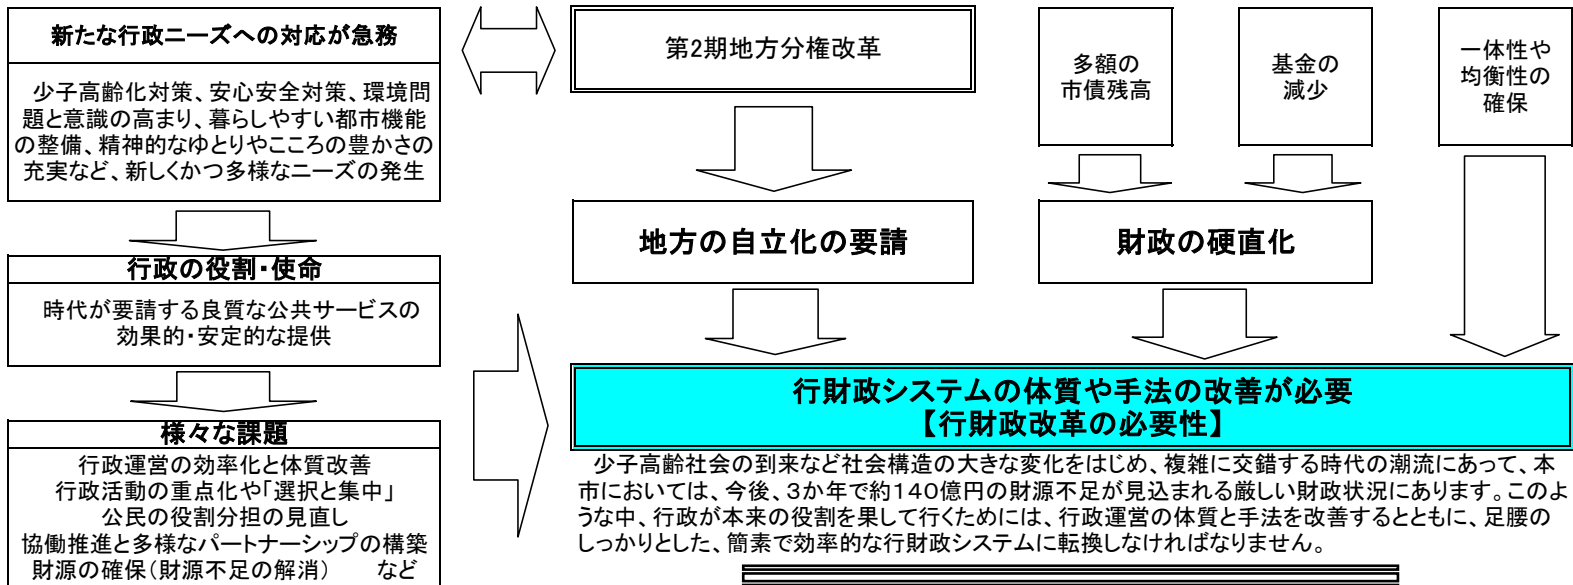 新たな行政ニーズへの対応が急務
少子高齢化対策、安心安全対策、環境問
題と意識の高まり、暮らしやすい都市機能
の整備、精神的なゆとりやこころの豊かさの
充実など、新しくかつ多様なニーズの発生
行政の役割・使命
時代が要請する良質な公共サービスの
効果的・安定的な提供
様々な課題
行政運営の効率化と体質改善
行政活動の重点化や「選択と集中」
公民の役割分担の見直し
協働推進と多様なパートナーシップの構築
財源の確保（財源不足の解消）　　など
第2期地方分権改革
地方の自立化の要請
多額の
市債残高
基金の
減少
財政の硬直化
一体性や
均衡性の
確保
行財政システムの体質や手法の改善が必要
【行財政改革の必要性】
少子高齢社会の到来など社会構造の大きな変化をはじめ、複雑に交錯する時代の潮流にあって、本
市においては、今後、３か年で約１４０億円の財源不足が見込まれる厳しい財政状況にあります。このよ
うな中、行政が本来の役割を果して行くためには、行政運営の体質と手法を改善するとともに、足腰の
しっかりとした、簡素で効率的な行財政システムに転換しなければなりません。